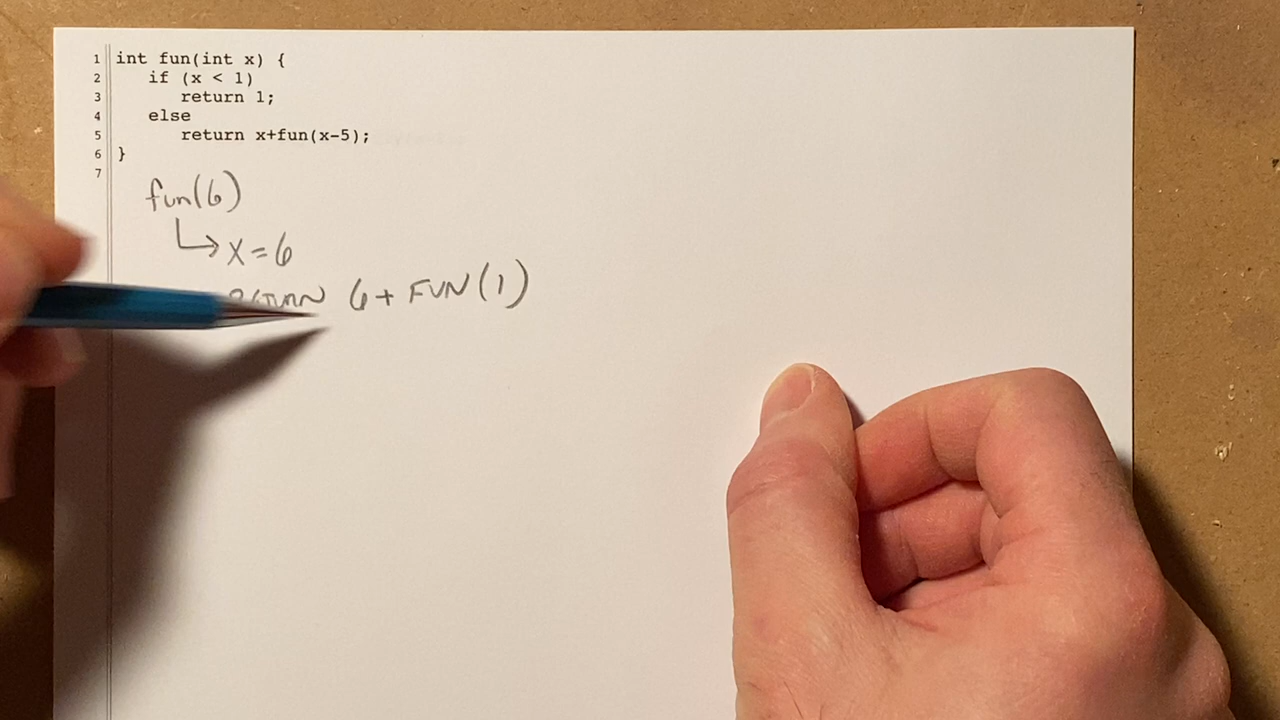 1 int fun(int x) {
2 if (x < 1)
3 return 1;
4 else
5 return x+fun(x-5);
6 }
7
fun(6)
x=6
6+ FUN(1)